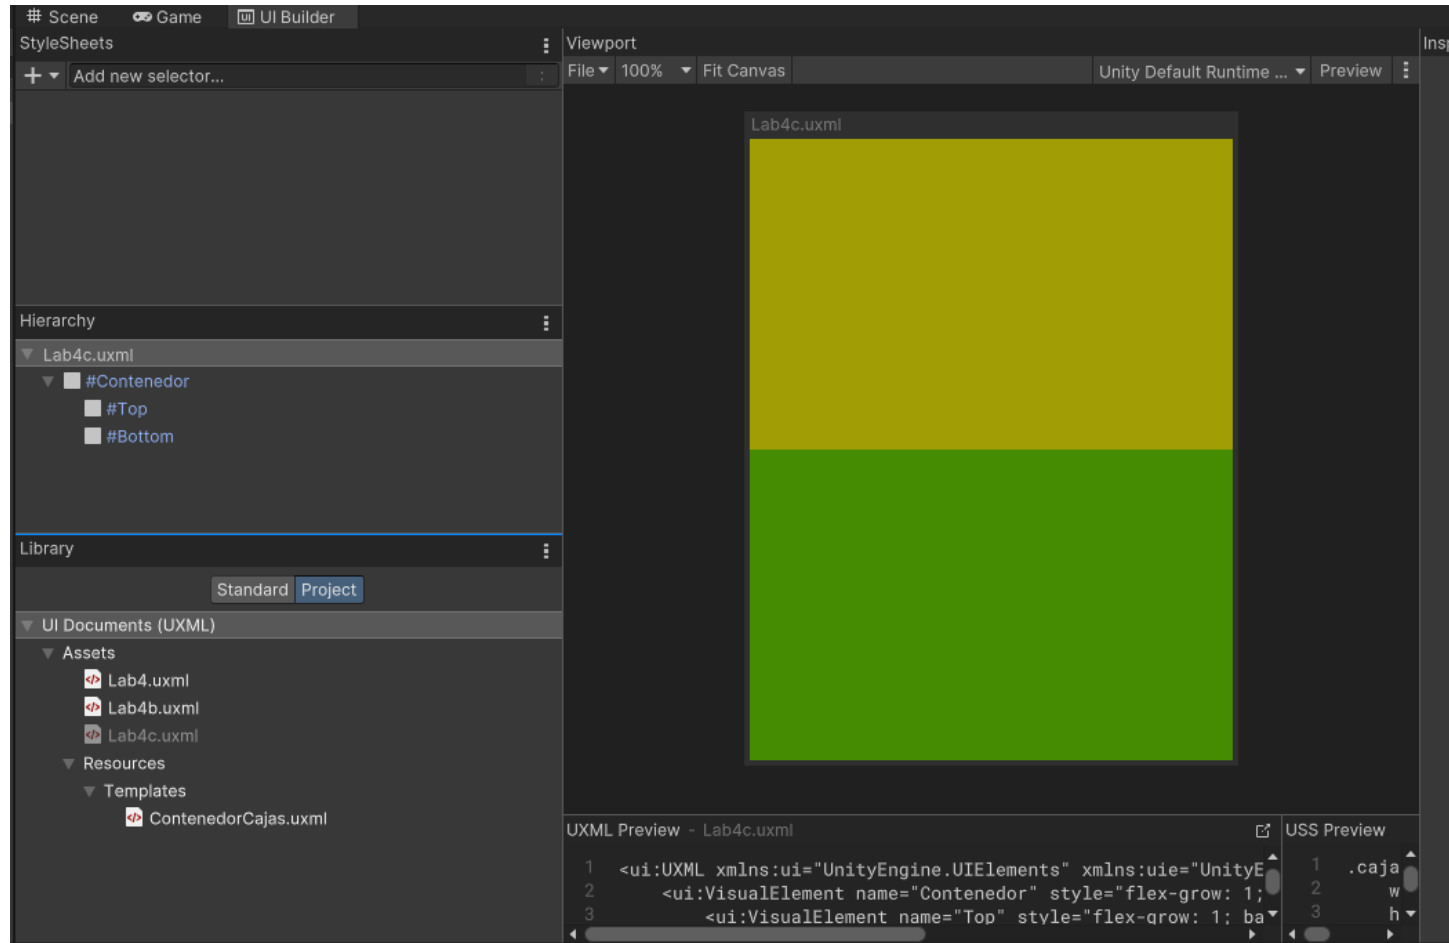 Scene Game UI Builder
StyleSheets
Add new selector...
Hierarchy
Lab4c.uxml
#Contenedor
#Top
#Bottom
Library
Standard Project
UI Documents (UXML)
Assets
Lab4.uxml
Lab4b.uxml
Lab4c.uxml
Resources
Templates
ContenedorCajas.uxml
Viewport
File 100% Fit Canvas Unity Default Runtime ... Preview
Lab4c.uxml
UXML Preview - Lab4c.uxml
1 <ui:UXML xmlns:ui="UnityEngine.UIElements" xmlns:uie="UnityE
2 <ui:VisualElement name="Contenedor" style="flex-grow: 1;
3 <ui:VisualElement name="Top" style="flex-grow: 1; ba
USS Preview
1 .caja
2 w
3 h
Insp